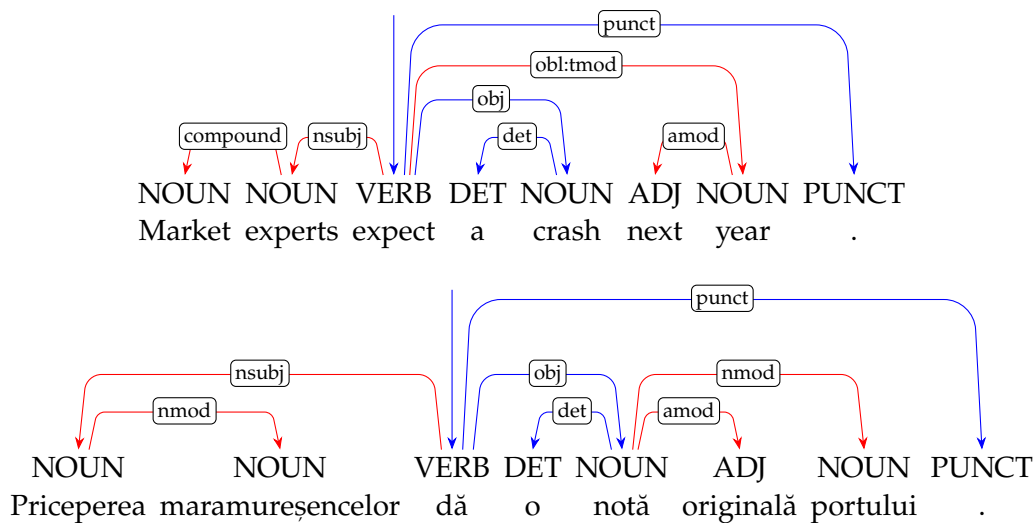 punct
obl:tmod
obj
compound nsubj det amod
NOUN NOUN VERB DET NOUN ADJ NOUN PUNCT
Market experts expect a crash next year .
punct
nsubj obj nmod
nmod det amod
NOUN NOUN VERB DET NOUN ADJ NOUN PUNCT
Priceperea maramureșencelor dă o notă originală portului .